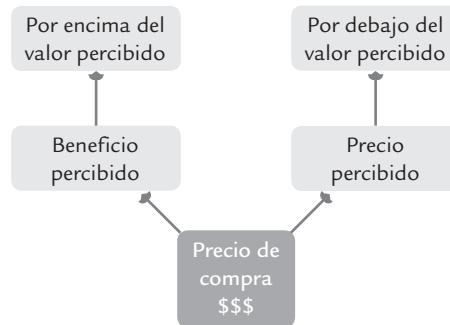 Por encima del
valor percibido
Por debajo del
valor percibido
Beneficio
percibido
Precio
percibido
Precio de
compra
$$$